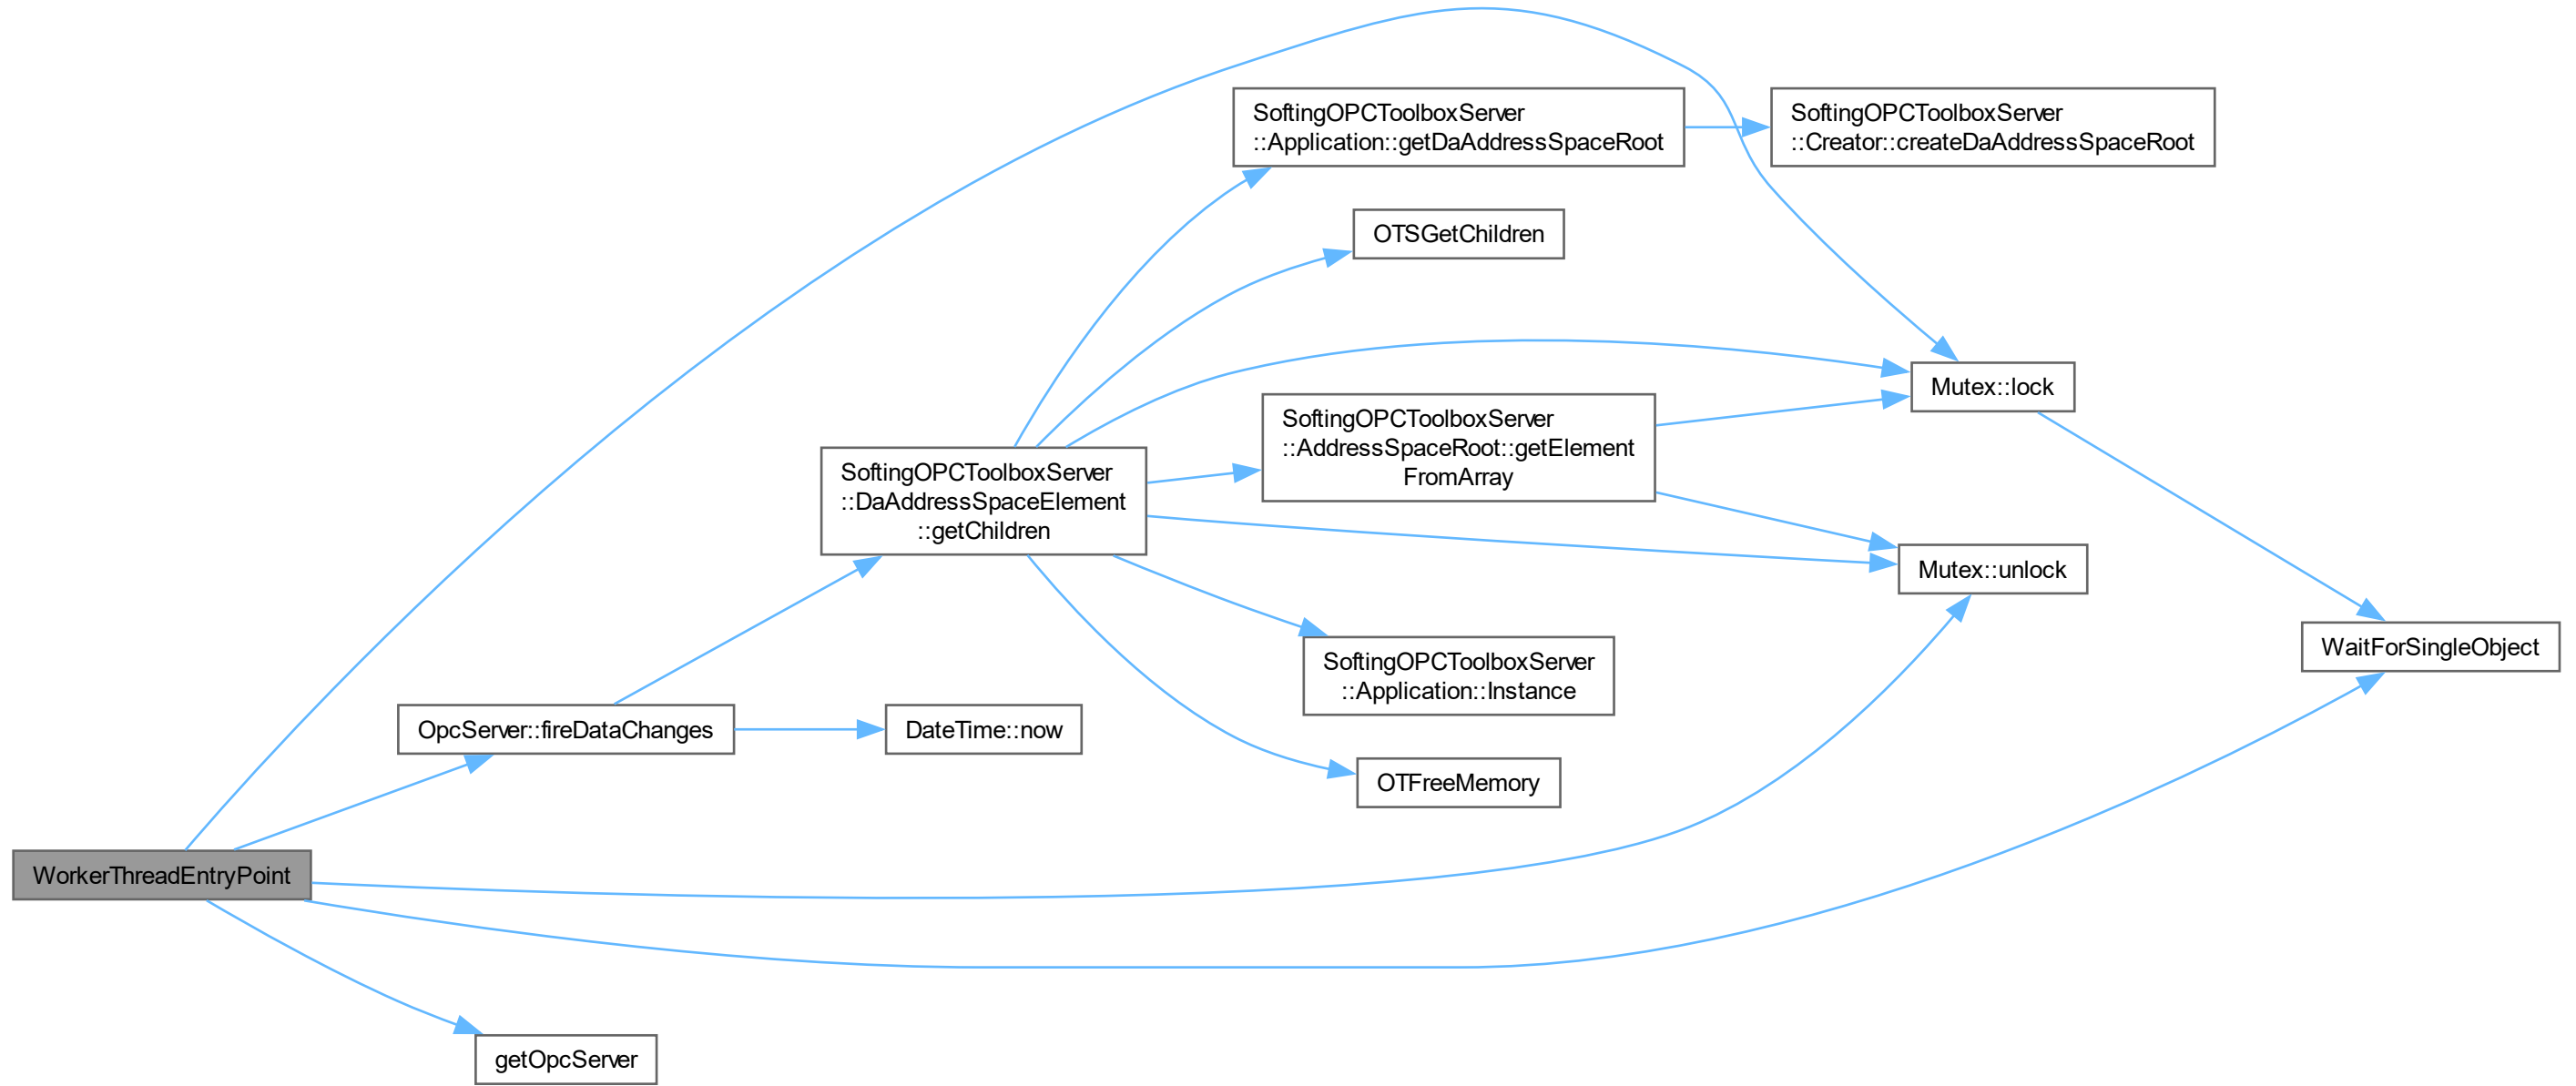 SoftingOPCToolboxServer
::Application::getDaAddressSpaceRoot
SoftingOPCToolboxServer
::Creator::createDaAddressSpaceRoot
OTSGetChildren
Mutex::lock
SoftingOPCToolboxServer
::AddressSpaceRoot::getElement
FromArray
SoftingOPCToolboxServer
::DaAddressSpaceElement
::getChildren
Mutex::unlock
WaitForSingleObject
SoftingOPCToolboxServer
::Application::Instance
OpcServer::fireDataChanges
DateTime::now
OTFreeMemory
WorkerThreadEntryPoint
getOpcServer